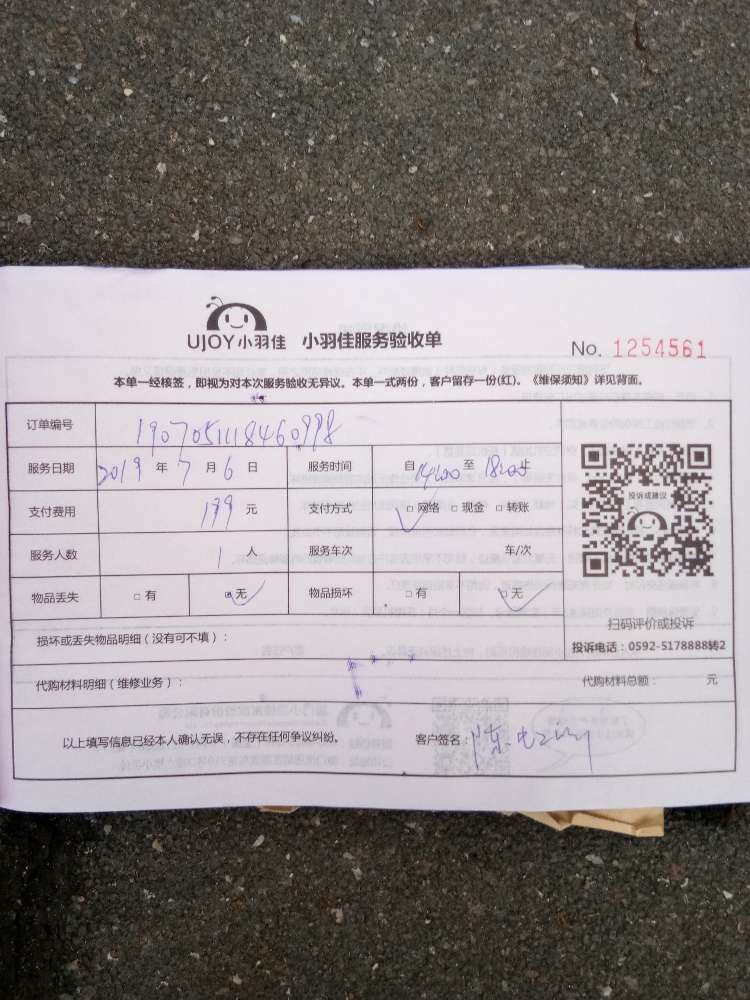 UJOY小羽佳 小羽佳服务验收单
No. 1254561
本单一经核签，即视为对本次服务验收无异议。本单一式两份，客户留存一份(红)。《维保须知》详见背面。
订单编号 1907051118460998
服务日期 2019 年 7 月 6 日 服务时间 自 14:00 至 18:00 止
支付费用 199 元 支付方式 □ 网络 □ 现金 □ 转账
服务人数 1 人 服务车次 车/次
物品丢失 □ 有 □ 无 物品损坏 □ 有 □ 无
投诉或建议
扫码评价或投诉
投诉电话：0592-5178888转2
损坏或丢失物品明细（没有可不填）：
代购材料明细（维修业务）： 代购材料总额： 元
以上填写信息已经本人确认无误，不存在任何争议纠纷。 客户签名：陈